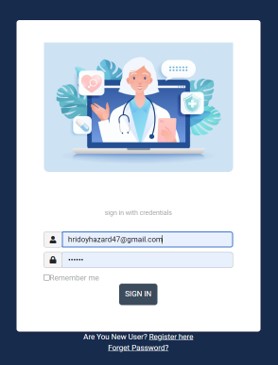 sign in with credentials
hridoyhazard47@gmail.com
••••••
Remember me
SIGN IN
Are You New User? Register here
Forget Password?